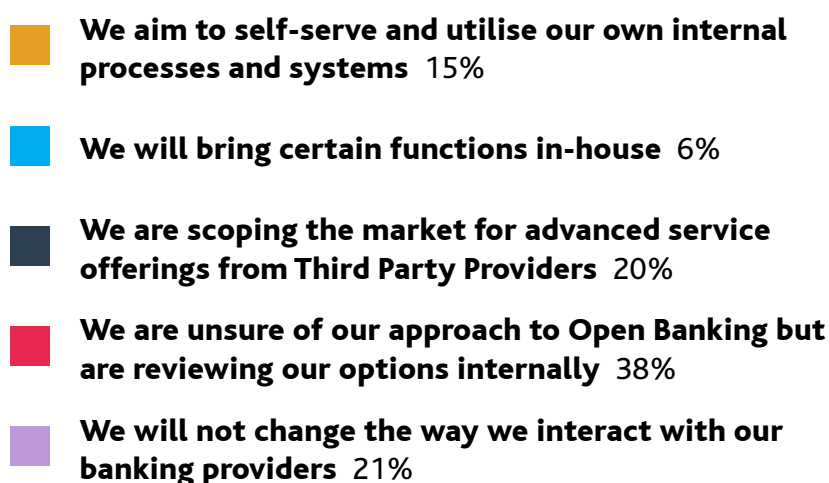 We aim to self-serve and utilise our own internal
processes and systems 15%
We will bring certain functions in-house 6%
We are scoping the market for advanced service
offerings from Third Party Providers 20%
We are unsure of our approach to Open Banking but
are reviewing our options internally 38%
We will not change the way we interact with our
banking providers 21%